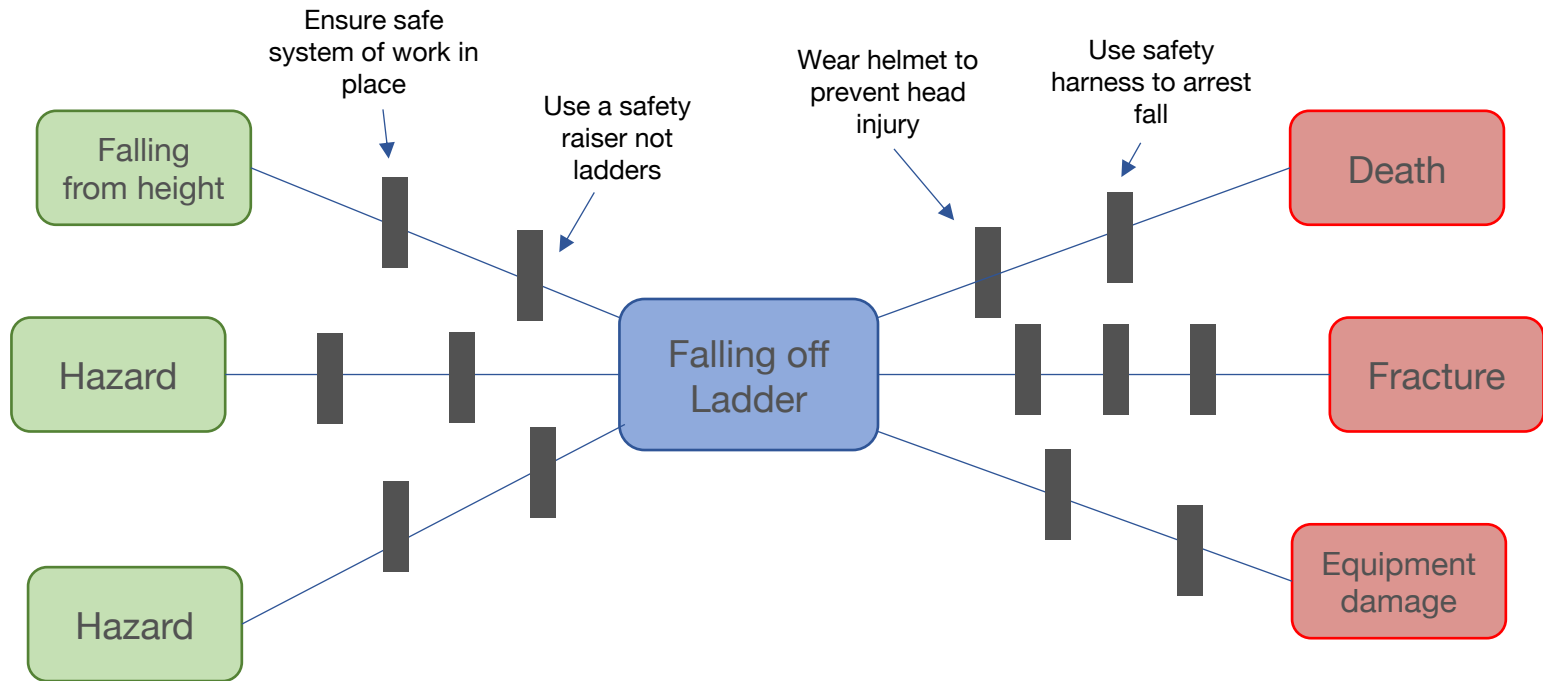 Ensure safe
system of work in
place
Use a safety
raiser not
ladders
Wear helmet to
prevent head
injury
Use safety
harness to arrest
fall
Falling
from height
Death
Hazard
Falling off
Ladder
Fracture
Hazard
Equipment
damage